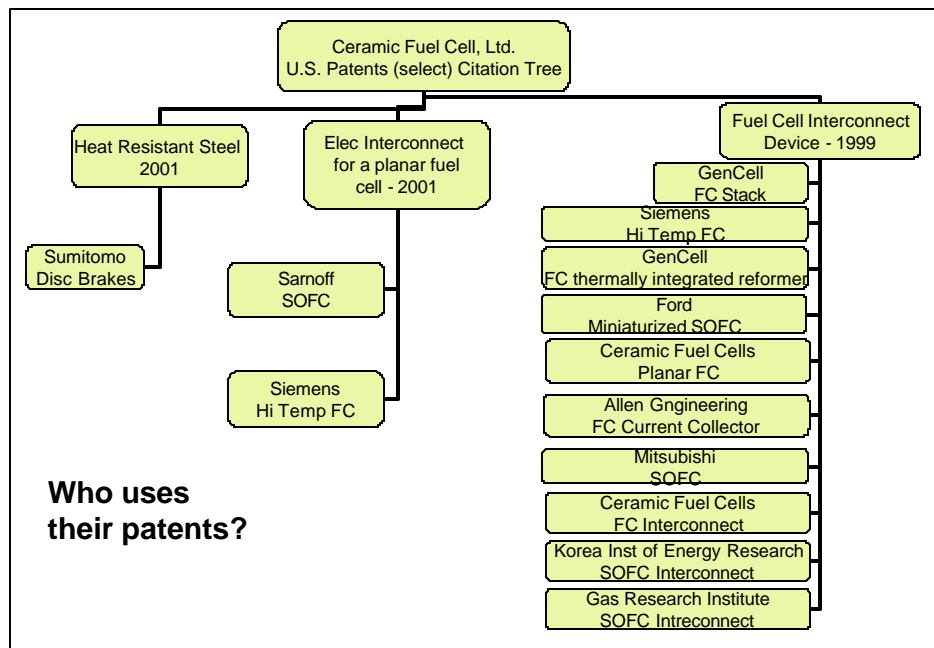 Ceramic Fuel Cell, Ltd.
U.S. Patents (select) Citation Tree
Heat Resistant Steel
2001
Sumitomo
Disc Brakes
Elec Interconnect
for a planar fuel
cell - 2001
Sarnoff
SOFC
Siemens
Hi Temp FC
Fuel Cell Interconnect
Device - 1999
GenCell
FC Stack
Siemens
Hi Temp FC
GenCell
FC thermally integrated reformer
Ford
Miniaturized SOFC
Ceramic Fuel Cells
Planar FC
Allen Gngineering
FC Current Collector
Mitsubishi
SOFC
Ceramic Fuel Cells
FC Interconnect
Korea Inst of Energy Research
SOFC Interconnect
Gas Research Institute
SOFC Intreconnect
Who uses
their patents?